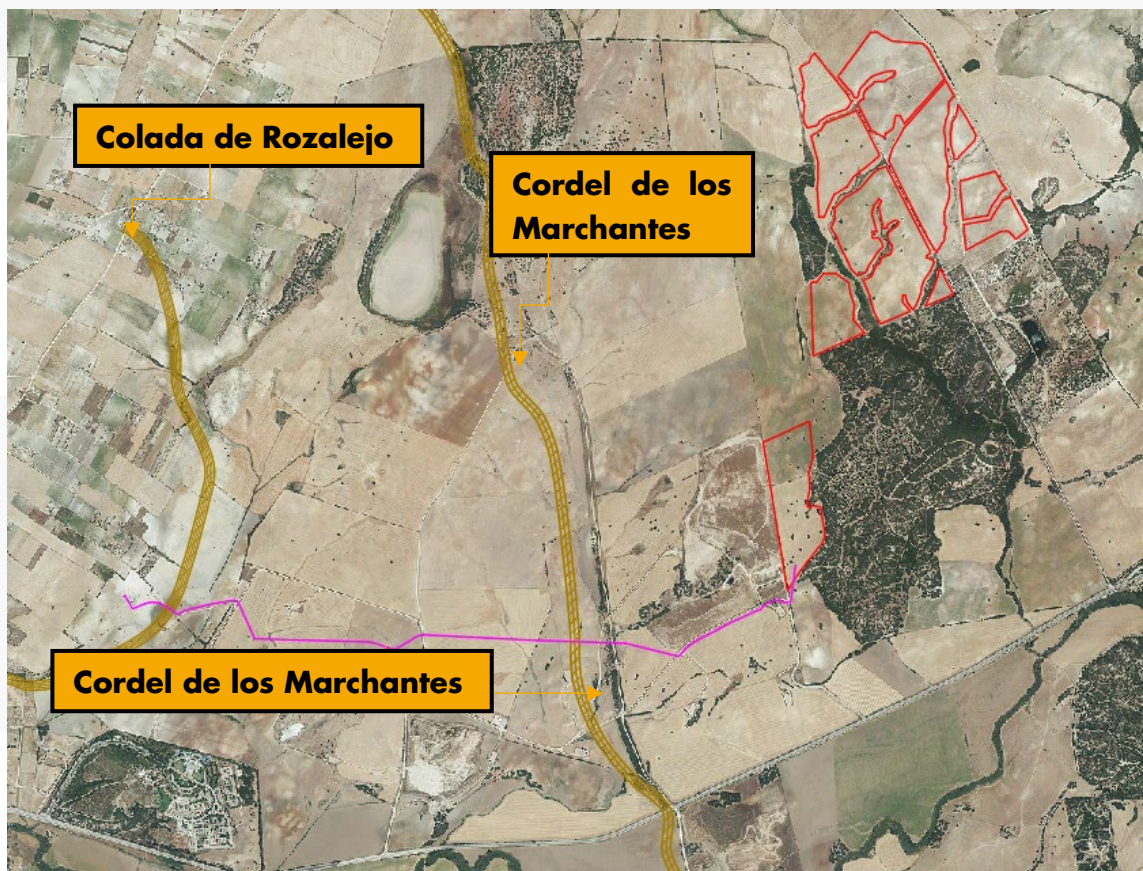 Colada de Rozalejo
Cordel de los
Marchantes
Cordel de los Marchantes